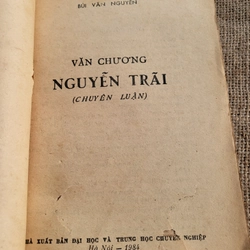 BÙI VĂN NGUYÊN
VĂN CHƯƠNG
NGUYỄN TRÃI
(CHUYÊN LUẬN)
HÀ XUẤT BẢN ĐẠI HỌC VÀ TRUNG HỌC CHUYÊN NGHIỆP
Hà Nội – 1984